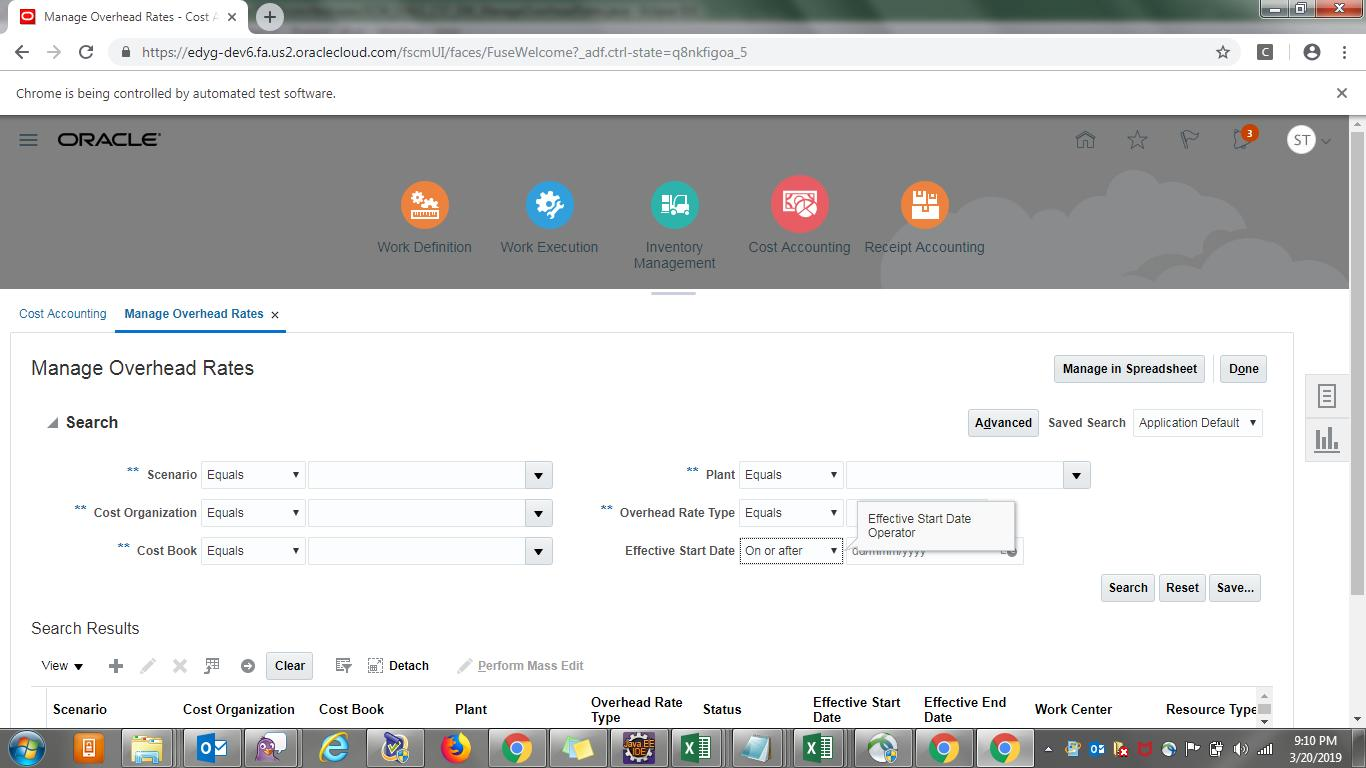 Manage Overhead Rates - Cost A
https://edyg-dev6.fa.us2.oraclecloud.com/fscmUI/faces/FuseWelcome?_adf.ctrl-state=q8nkfigoa_5
C
Chrome is being controlled by automated test software.
ORACLE
3
ST
Work Definition
Work Execution
Inventory
Management
Cost Accounting
Receipt Accounting
Cost Accounting
Manage Overhead Rates
Manage Overhead Rates
Manage in Spreadsheet
Done
Search
Advanced
Saved Search
Application Default
** Scenario
Equals
** Plant
Equals
** Cost Organization
Equals
** Overhead Rate Type
Equals
Effective Start Date
Operator
** Cost Book
Equals
Effective Start Date
On or after
Search
Reset
Save...
Search Results
View
Clear
Detach
Perform Mass Edit
Scenario
Cost Organization
Cost Book
Plant
Overhead Rate
Type
Status
Effective Start
Date
Effective End
Date
Work Center
Resource Type
Java EE
IDE
9:10 PM
3/20/2019